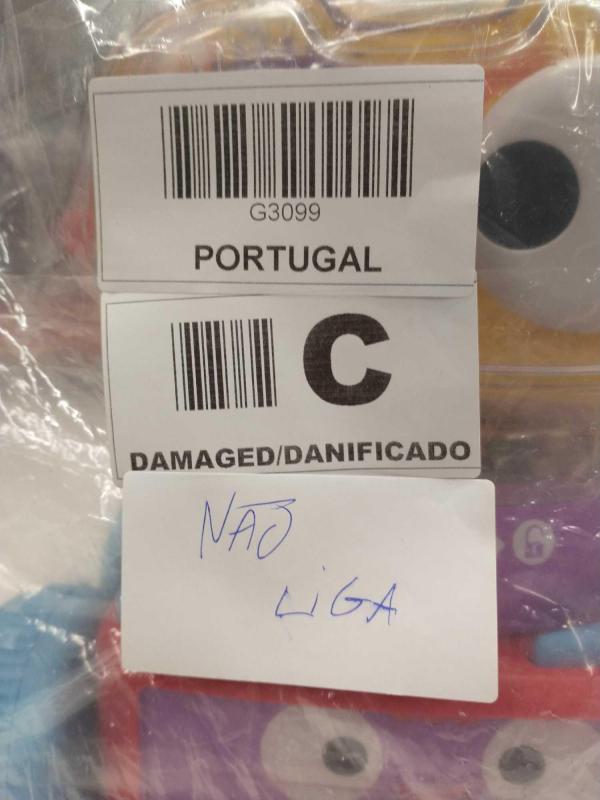 G3099
PORTUGAL
C
DAMAGED/DANIFICADO
NÃO
LiGA